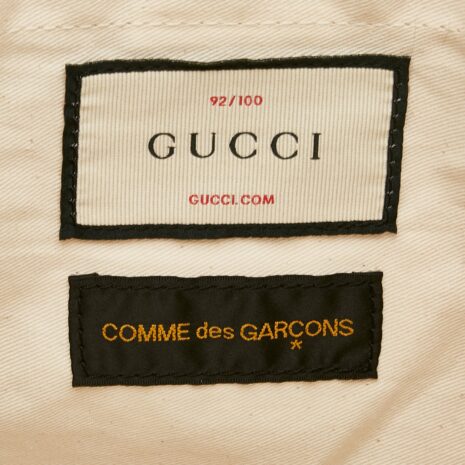 92/100
GUCCI
GUCCI.COM
COMME des GARÇONS
*